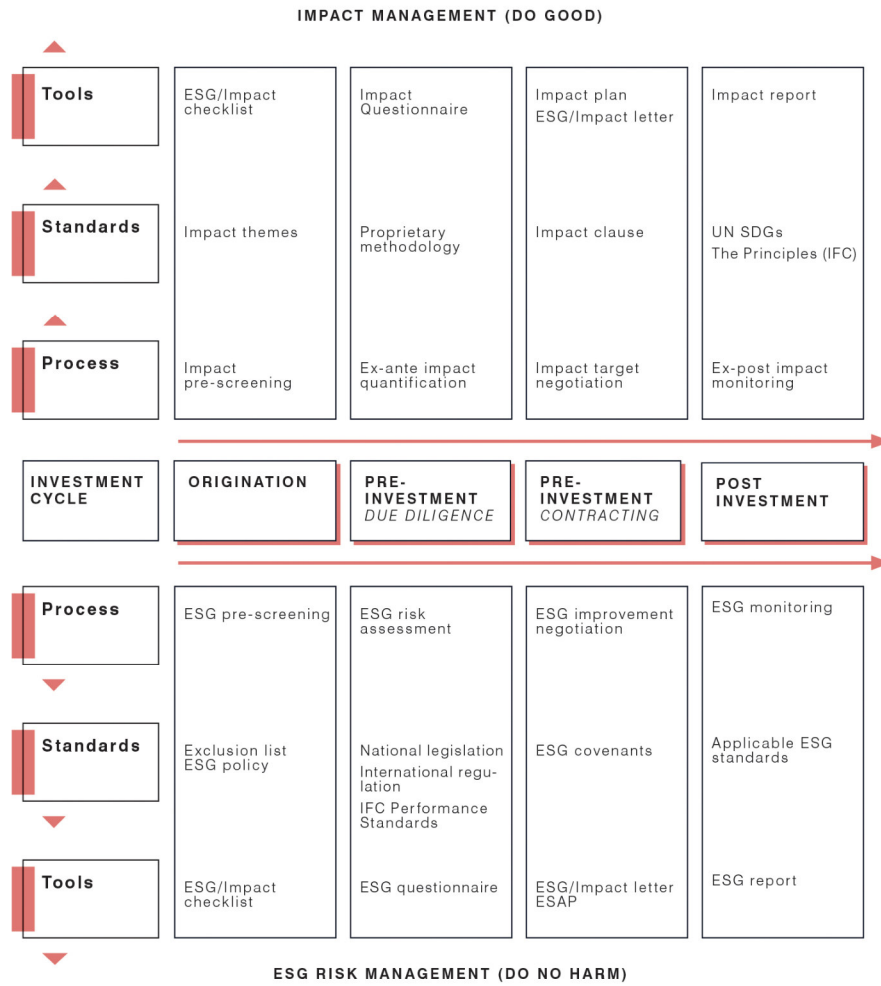 IMPACT MANAGEMENT (DO GOOD)
Tools
ESG/Impact
checklist
Impact
Questionnaire
Impact plan
ESG/Impact letter
Impact report
Standards
Impact themes
Proprietary
methodology
Impact clause
UN SDGs
The Principles (IFC)
Process
Impact
pre-screening
Ex-ante impact
quantification
Impact target
negotiation
Ex-post impact
monitoring
INVESTMENT
CYCLE
ORIGINATION
PRE-
INVESTMENT
DUE DILIGENCE
PRE-
INVESTMENT
CONTRACTING
POST
INVESTMENT
Process
ESG pre-screening
ESG risk
assessment
ESG improvement
negotiation
ESG monitoring
Standards
Exclusion list
ESG policy
National legislation
International regu-
lation
IFC Performance
Standards
ESG covenants
Applicable ESG
standards
Tools
ESG/Impact
checklist
ESG questionnaire
ESG/Impact letter
ESAP
ESG report
ESG RISK MANAGEMENT (DO NO HARM)